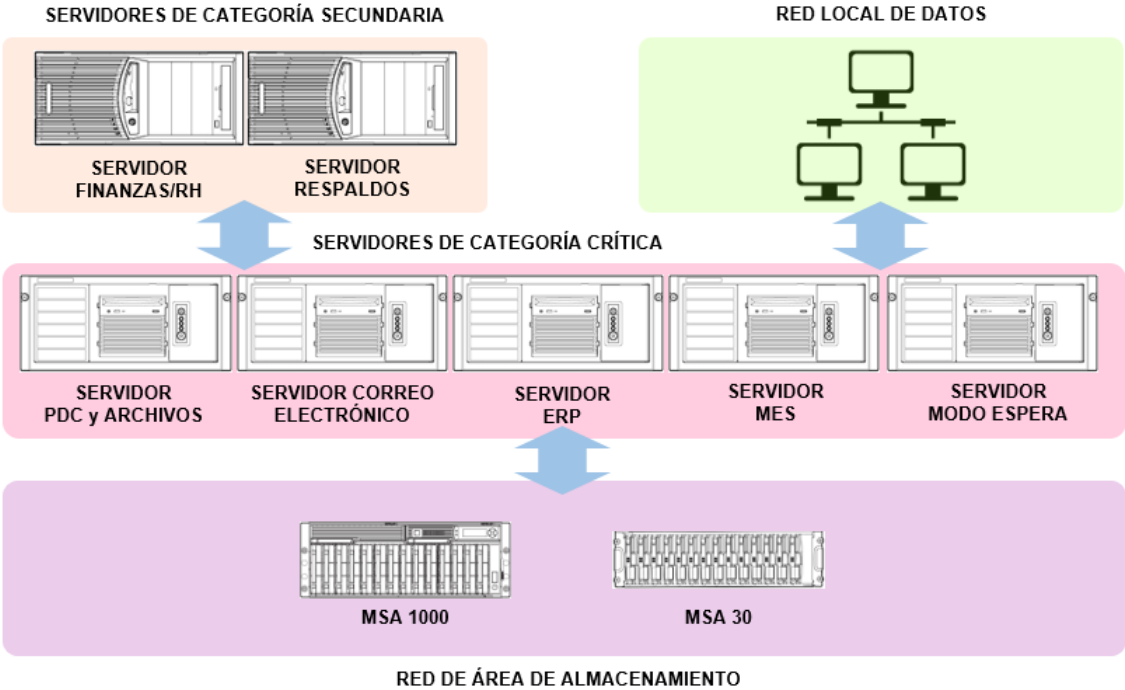 SERVIDORES DE CATEGORÍA SECUNDARIA
RED LOCAL DE DATOS
SERVIDOR
FINANZAS/RH
SERVIDOR
RESPALDOS
SERVIDORES DE CATEGORÍA CRÍTICA
SERVIDOR
PDC y ARCHIVOS
SERVIDOR CORREO
ELECTRÓNICO
SERVIDOR
ERP
SERVIDOR
MES
SERVIDOR
MODO ESPERA
MSA 1000
MSA 30
RED DE ÁREA DE ALMACENAMIENTO